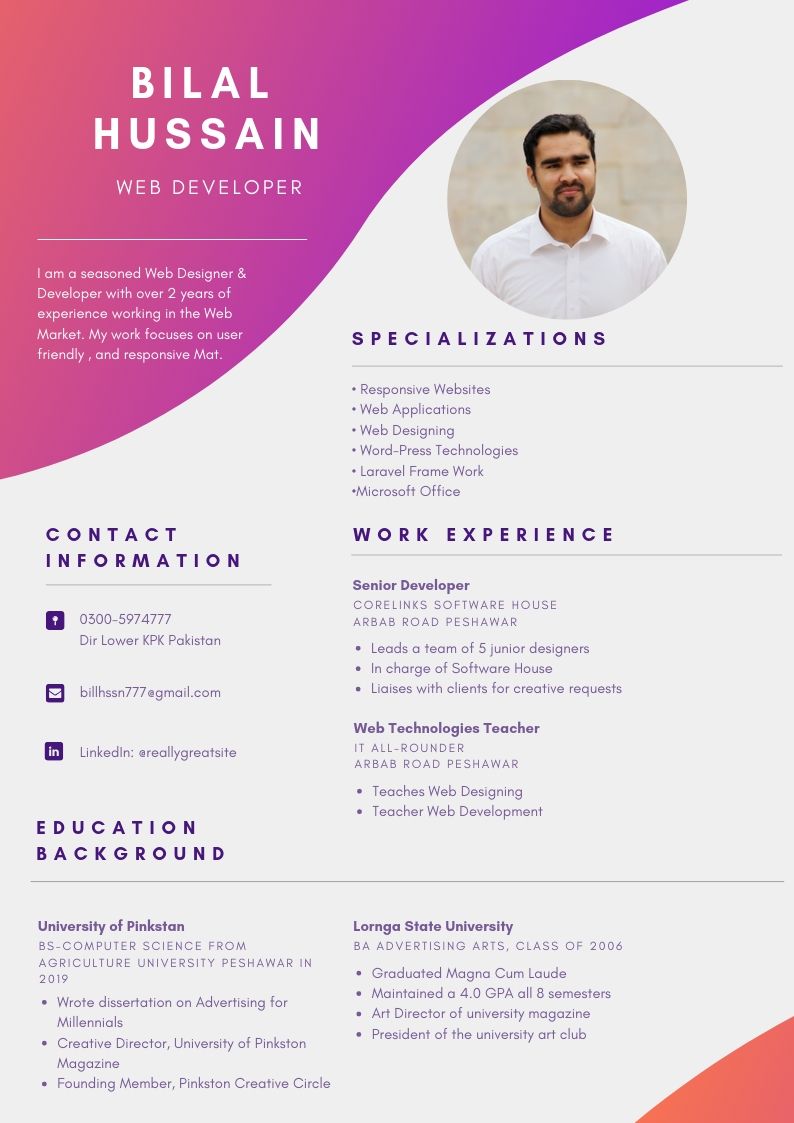 BILAL
HUSSAIN
WEB DEVELOPER
I am a seasoned Web Designer &
Developer with over 2 years of
experience working in the Web
Market. My work focuses on user
friendly , and responsive Mat.
SPECIALIZATIONS
• Responsive Websites
• Web Applications
• Web Designing
• Word-Press Technologies
• Laravel Frame Work
•Microsoft Office
CONTACT
INFORMATION
0300-5974777
Dir Lower KPK Pakistan
billhssn777@gmail.com
in
LinkedIn: @reallygreatsite
WORK EXPERIENCE
Senior Developer
CORELINKS SOFTWARE HOUSE
ARBAB ROAD PESHAWAR
• Leads a team of 5 junior designers
• In charge of Software House
• Liaises with clients for creative requests
Web Technologies Teacher
IT ALL-ROUNDER
ARBAB ROAD PESHAWAR
• Teaches Web Designing
• Teacher Web Development
EDUCATION
BACKGROUND
University of Pinkstan
BS-COMPUTER SCIENCE FROM
AGRICULTURE UNIVERSITY PESHAWAR IN
2019
• Wrote dissertation on Advertising for
Millennials
• Creative Director, University of Pinkston
Magazine
• Founding Member, Pinkston Creative Circle
Lornga State University
BA ADVERTISING ARTS, CLASS OF 2006
• Graduated Magna Cum Laude
• Maintained a 4.0 GPA all 8 semesters
• Art Director of university magazine
• President of the university art club